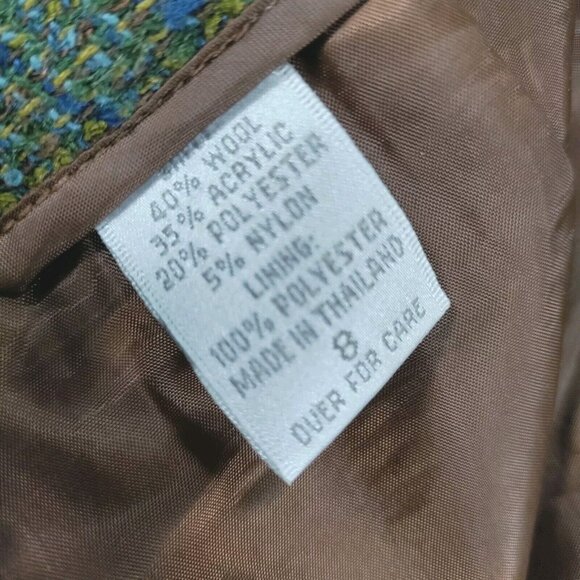 40% WOOL
35% ACRYLIC
20% POLYESTER
5% NYLON
LINING:
100% POLYESTER
MADE IN THAILAND
8
OVER FOR CARE